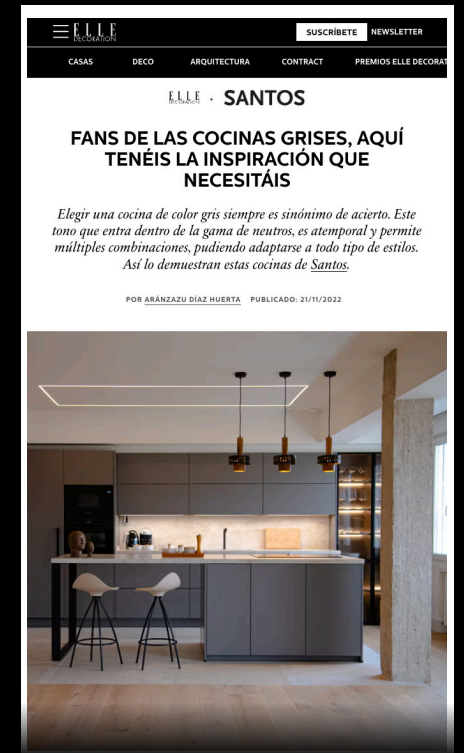 ELLE
DECORATION
SUSCRÍBETE NEWSLETTER
CASAS DECO ARQUITECTURA CONTRACT PREMIOS ELLE DECORAT
ELLE
DECORATION + SANTOS
FANS DE LAS COCINAS GRISES, AQUÍ
TENÉIS LA INSPIRACIÓN QUE
NECESITÁIS
Elegir una cocina de color gris siempre es sinónimo de acierto. Este
tono que entra dentro de la gama de neutros, es atemporal y permite
múltiples combinaciones, pudiendo adaptarse a todo tipo de estilos.
Así lo demuestran estas cocinas de Santos.
POR ARÁNZAZU DÍAZ HUERTA PUBLICADO: 21/11/2022